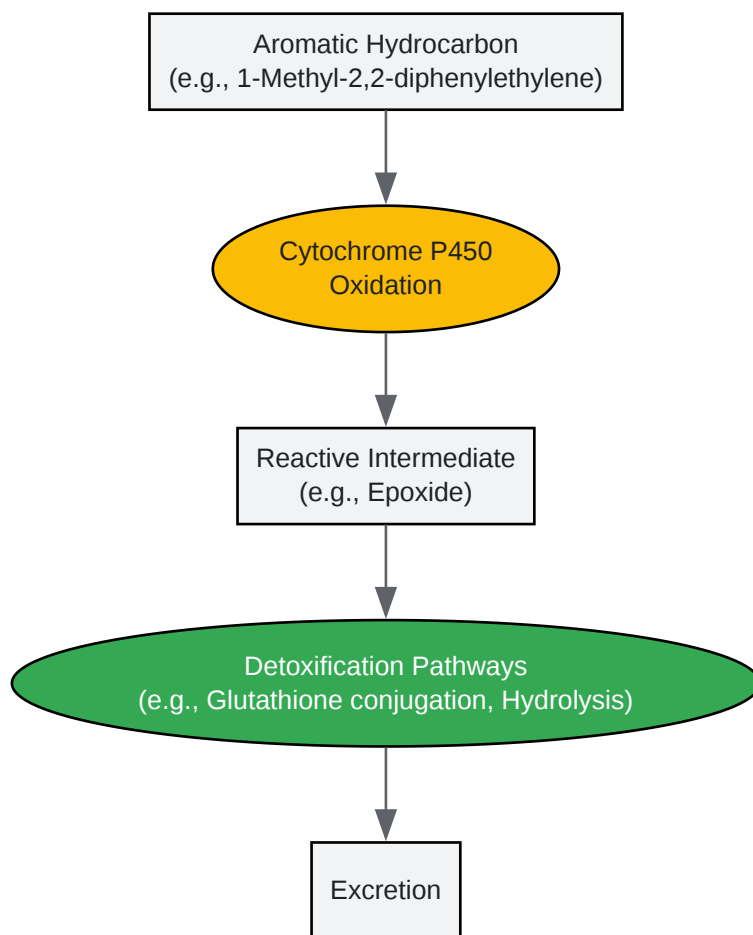 Aromatic Hydrocarbon
(e.g., 1-Methyl-2,2-diphenylethylene)
Cytochrome P450
Oxidation
Reactive Intermediate
(e.g., Epoxide)
Detoxification Pathways
(e.g., Glutathione conjugation, Hydrolysis)
Excretion